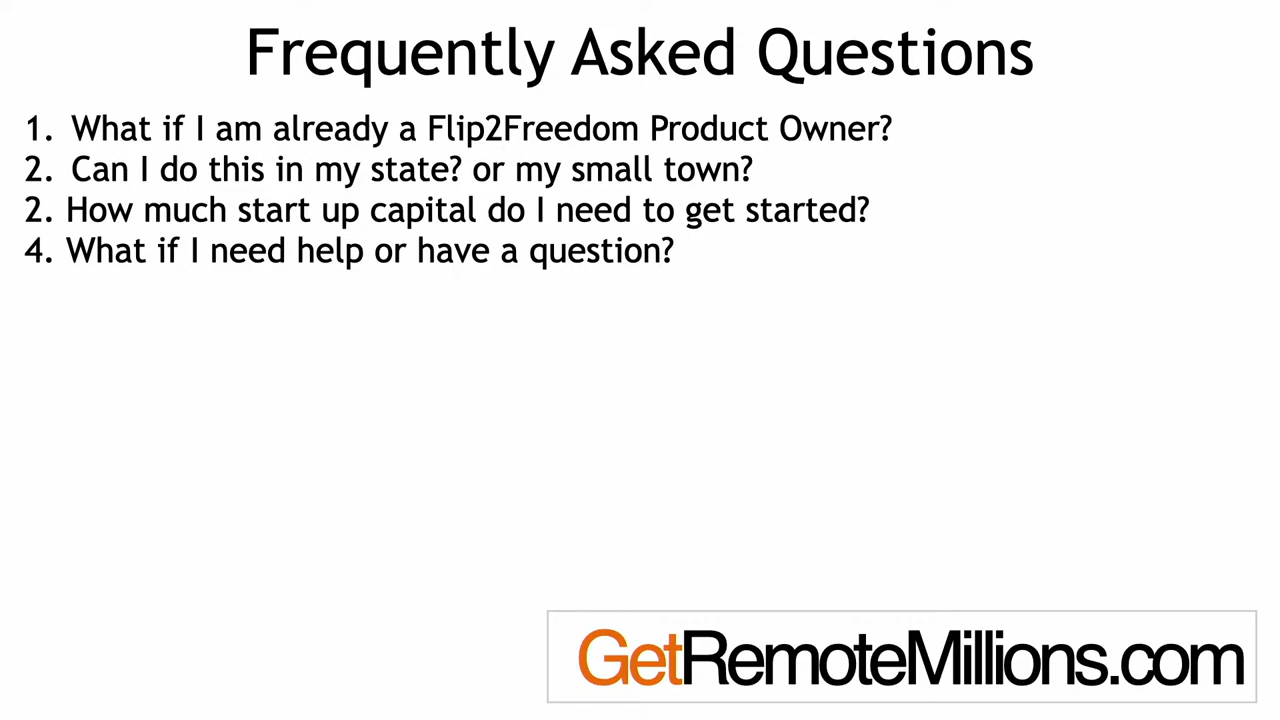 Frequently Asked Questions
1. What if I am already a Flip2Freedom Product Owner?
2. Can I do this in my state? or my small town?
2. How much start up capital do I need to get started?
4. What if I need help or have a question?
GetRemoteMillions.com